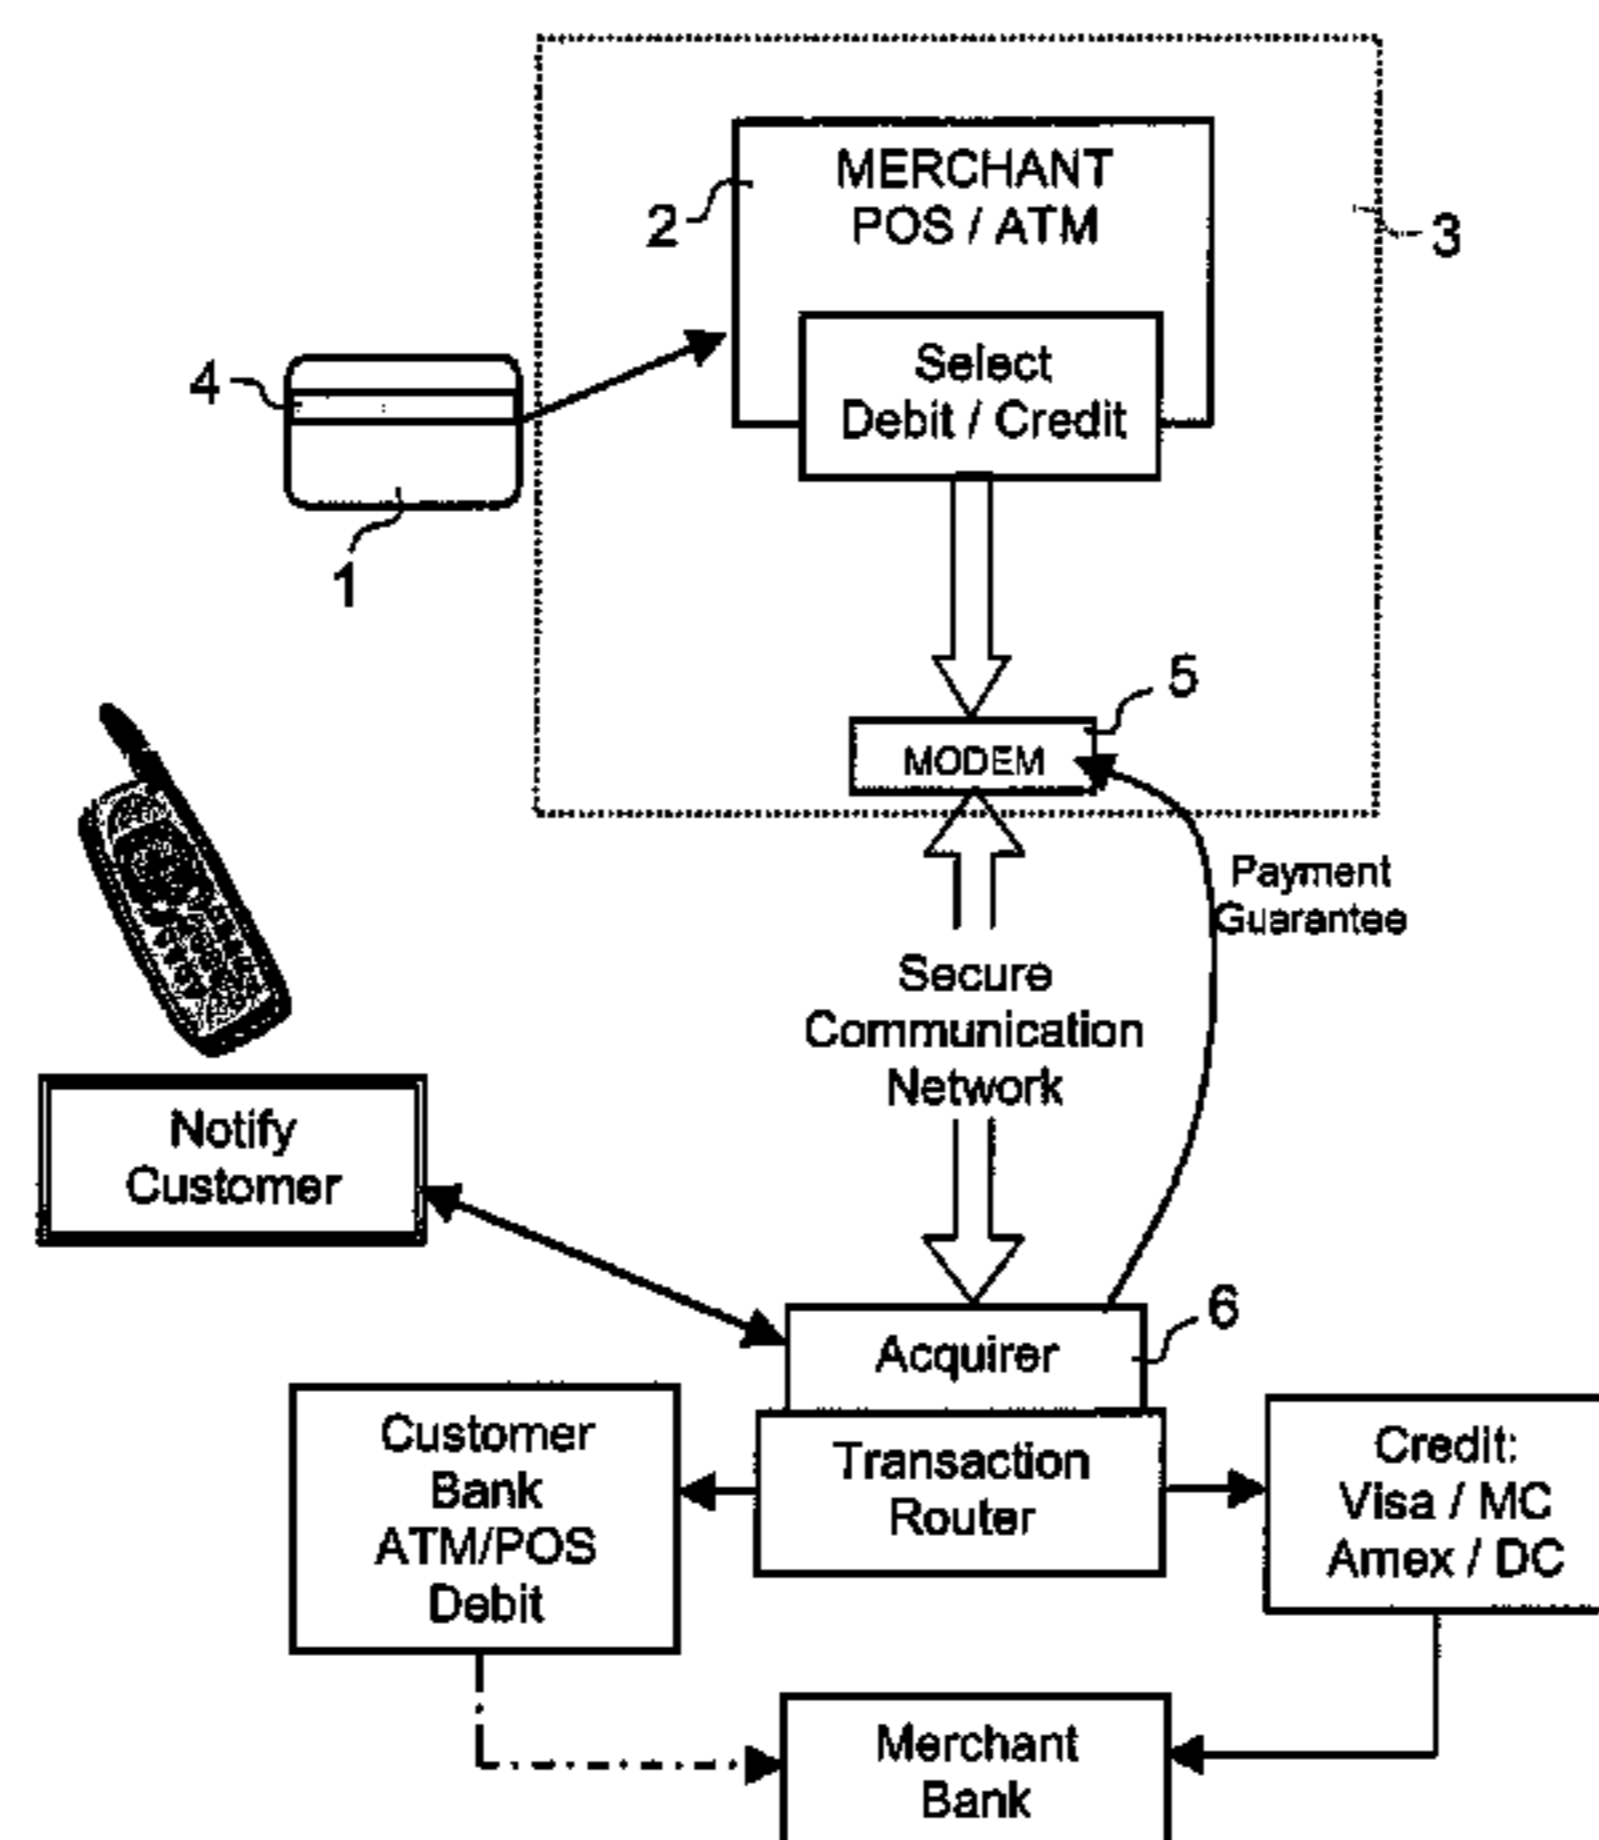 MERCHANT
POS / ATM
2
3
Select
Debit / Credit
4
1
5
MODEM
Payment
Guarantee
Secure
Communication
Network
Notify
Customer
6
Acquirer
Customer
Bank
ATM/POS
Debit
Transaction
Router
Credit:
Visa / MC
Amex / DC
Merchant
Bank